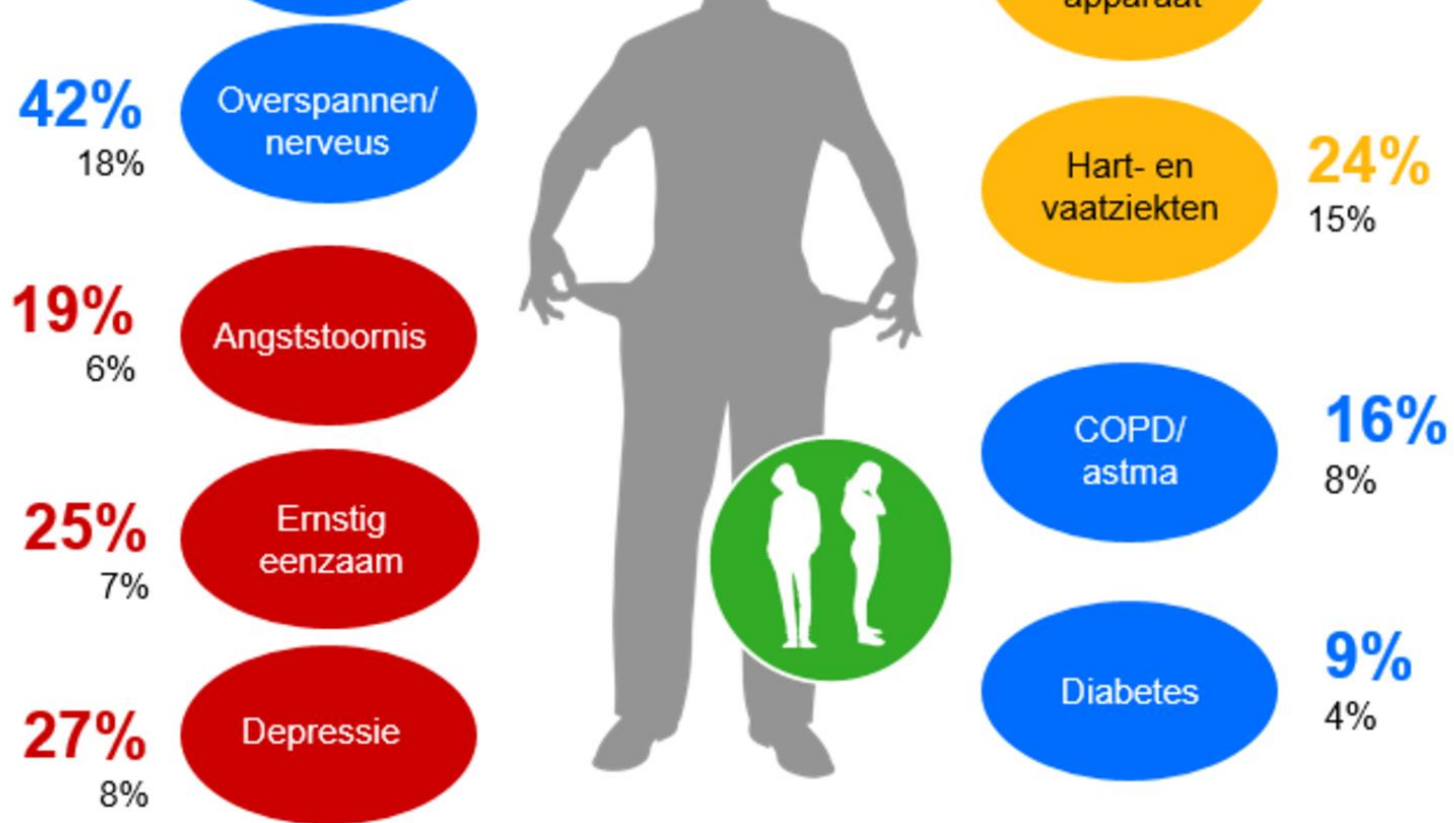 apparaat
42%
18%
Overspannen/
nerveus
Hart- en
vaatziekten
24%
15%
19%
6%
Angststoornis
COPD/
astma
16%
8%
25%
7%
Ernstig
eenzaam
Diabetes
9%
4%
27%
8%
Depressie